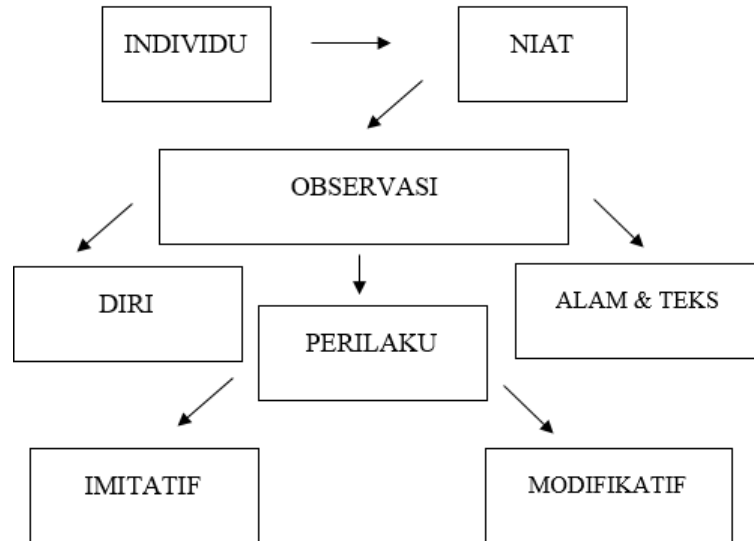 INDIVIDU
NIAT
OBSERVASI
DIRI
PERILAKU
ALAM & TEKS
IMITATIF
MODIFIKATIF